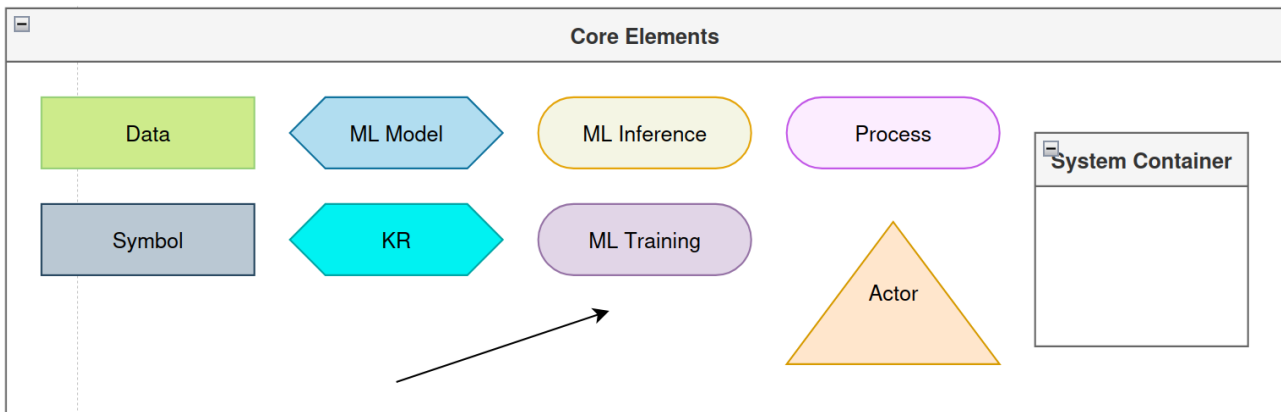 Core Elements
Data
ML Model
ML Inference
Process
System Container
Symbol
KR
ML Training
Actor